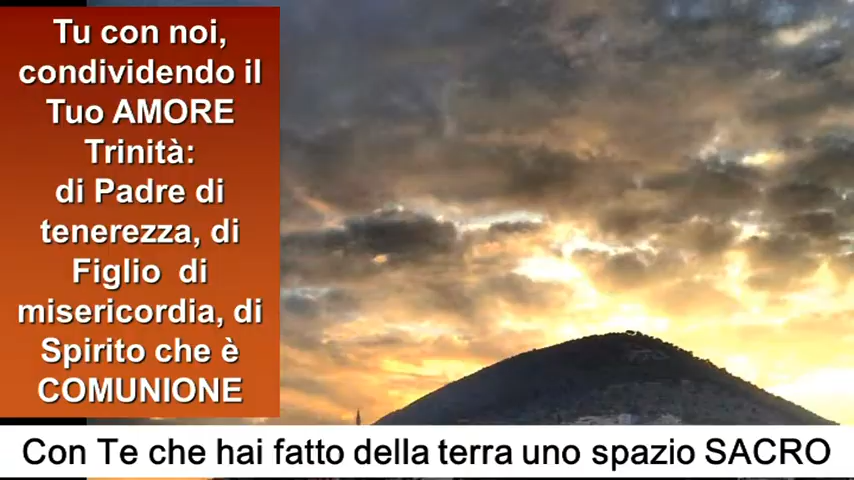 Tu con noi,
condividendo il
Tuo AMORE
Trinità:
di Padre di
tenerezza, di
Figlio di
misericordia, di
Spirito che è
COMUNIONE
Con Te che hai fatto della terra uno spazio SACRO